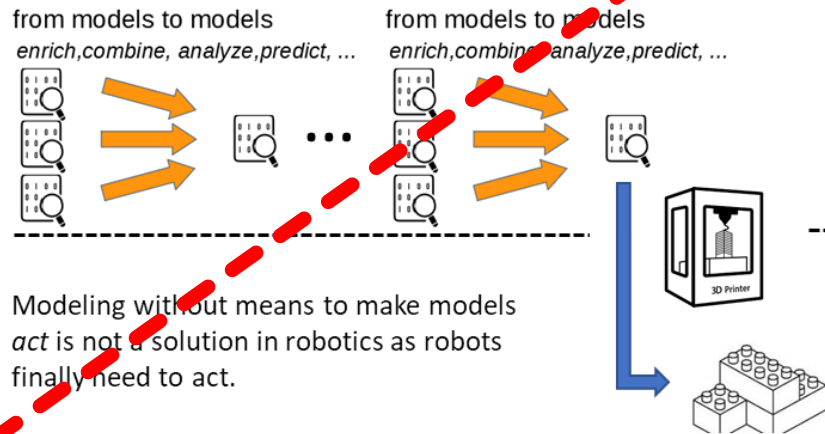 from models to models
enrich,combine, analyze,predict, ...
from models to models
enrich,combine, analyze,predict, ...
3D Printer
Modeling without means to make models
act is not a solution in robotics as robots
finally need to act.